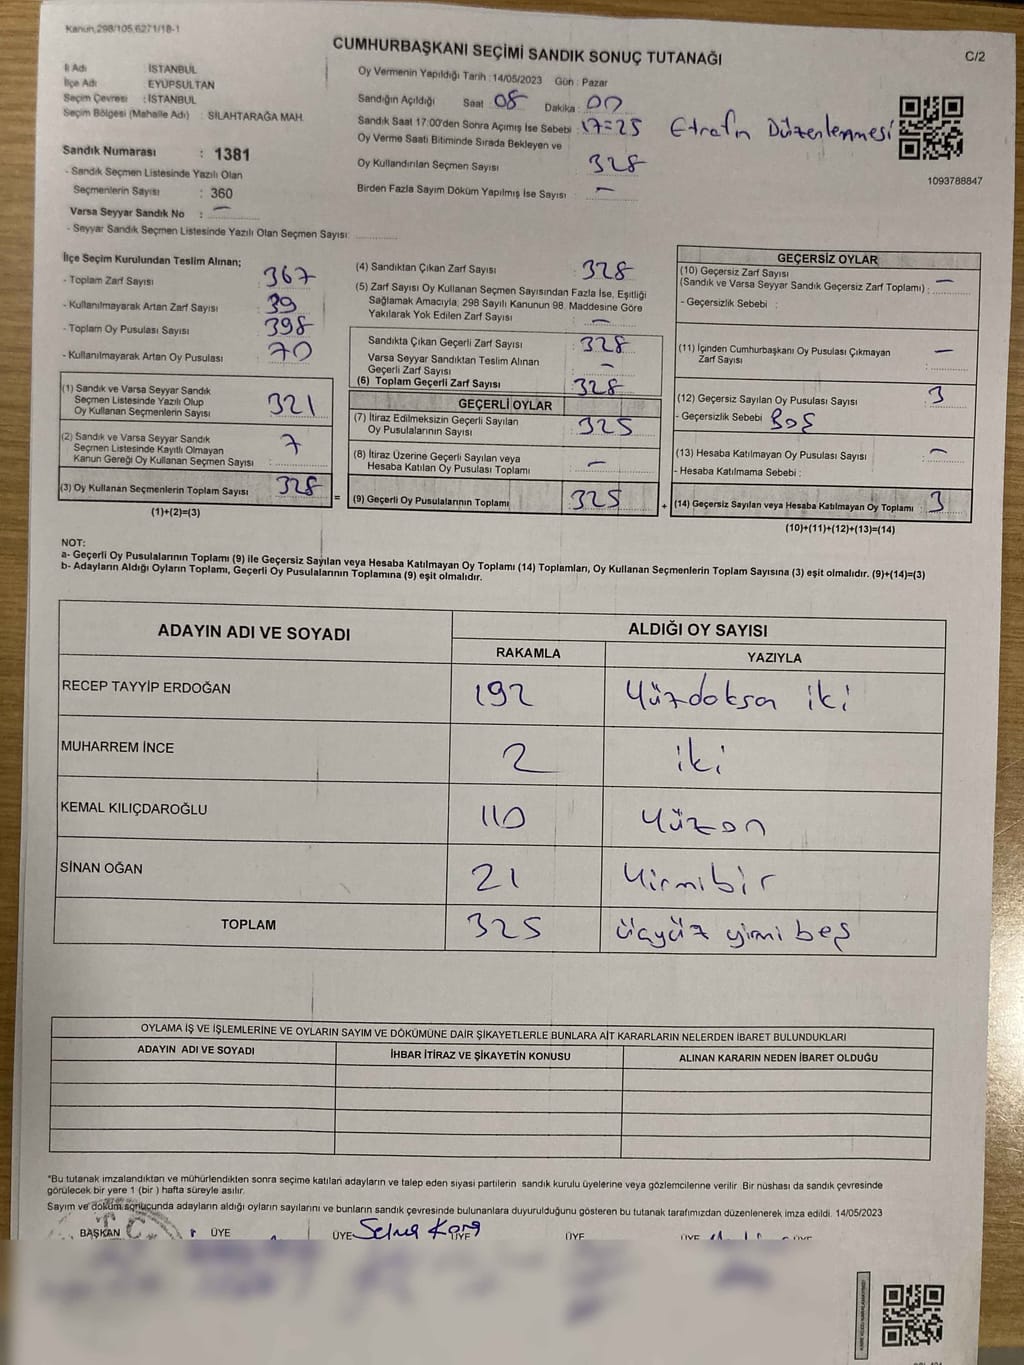 Kanun,298/105,6271/18-1
CUMHURBAŞKANI SEÇİMİ SANDIK SONUÇ TUTANAĞI
C/2
İl Adı İSTANBUL
İlçe Adı EYÜPSULTAN
Seçim Çevresi : İSTANBUL
Seçim Bölgesi (Mahalle Adı) : SİLAHTARAĞA MAH.
Sandık Numarası : 1381
- Sandık Seçmen Listesinde Yazılı Olan
Seçmenlerin Sayısı : 360
Varsa Seyyar Sandık No : —
- Seyyar Sandık Seçmen Listesinde Yazılı Olan Seçmen Sayısı:
Oy Vermenin Yapıldığı Tarih : 14/05/2023 Gün : Pazar
Sandığın Açıldığı Saat 08 Dakika : 00
Sandık Saat 17.00'den Sonra Açımış İse Sebebi : 17=25 Etrafın Düzenlenmesi
Oy Verme Saati Bitiminde Sırada Bekleyen ve
Oy Kullandırılan Seçmen Sayısı 328
Birden Fazla Sayım Döküm Yapılmış İse Sayısı : —
1093788847
İlçe Seçim Kurulundan Teslim Alınan;
- Toplam Zarf Sayısı 367
- Kullanılmayarak Artan Zarf Sayısı : 39
- Toplam Oy Pusulası Sayısı : 398
- Kullanılmayarak Artan Oy Pusulası : 70
(1) Sandık ve Varsa Seyyar Sandık
Seçmen Listesinde Yazılı Olup
Oy Kullanan Seçmenlerin Sayısı 321
(2) Sandık ve Varsa Seyyar Sandık
Seçmen Listesinde Kayıtlı Olmayan
Kanun Gereği Oy Kullanan Seçmen Sayısı 7
(3) Oy Kullanan Seçmenlerin Toplam Sayısı 328
(1)+(2)=(3)
=
(4) Sandıktan Çıkan Zarf Sayısı : 328
(5) Zarf Sayısı Oy Kullanan Seçmen Sayısından Fazla İse, Eşitliği
Sağlamak Amacıyla, 298 Sayılı Kanunun 98. Maddesine Göre
Yakılarak Yok Edilen Zarf Sayısı —
Sandıkta Çıkan Geçerli Zarf Sayısı 328
Varsa Seyyar Sandıktan Teslim Alınan
Geçerli Zarf Sayısı —
(6) Toplam Geçerli Zarf Sayısı 328
GEÇERLİ OYLAR
(7) İtiraz Edilmeksizin Geçerli Sayılan
Oy Pusulalarının Sayısı 325
(8) İtiraz Üzerine Geçerli Sayılan veya
Hesaba Katılan Oy Pusulası Toplamı —
(9) Geçerli Oy Pusulalarının Toplamı 325
+
GEÇERSİZ OYLAR
(10) Geçersiz Zarf Sayısı
(Sandık ve Varsa Seyyar Sandık Geçersiz Zarf Toplamı) : —
- Geçersizlik Sebebi :
(11) İçinden Cumhurbaşkanı Oy Pusulası Çıkmayan
Zarf Sayısı —
(12) Geçersiz Sayılan Oy Pusulası Sayısı 3
- Geçersizlik Sebebi Boş
(13) Hesaba Katılmayan Oy Pusulası Sayısı —
- Hesaba Katılmama Sebebi :
(14) Geçersiz Sayılan veya Hesaba Katılmayan Oy Toplamı : 3
(10)+(11)+(12)+(13)=(14)
NOT:
a- Geçerli Oy Pusulalarının Toplamı (9) ile Geçersiz Sayılan veya Hesaba Katılmayan Oy Toplamı (14) Toplamları, Oy Kullanan Seçmenlerin Toplam Sayısına (3) eşit olmalıdır. (9)+(14)=(3)
b- Adayların Aldığı Oyların Toplamı, Geçerli Oy Pusulalarının Toplamına (9) eşit olmalıdır.
ADAYIN ADI VE SOYADI ALDIĞI OY SAYISI
RAKAMLA YAZIYLA
RECEP TAYYİP ERDOĞAN 192 Yüzdoksan iki
MUHARREM İNCE 2 iki
KEMAL KILIÇDAROĞLU 110 Yüzon
SİNAN OĞAN 21 Yirmibir
TOPLAM 325 üçyüz yirmi beş
OYLAMA İŞ VE İŞLEMLERİNE VE OYLARIN SAYIM VE DÖKÜMÜNE DAİR ŞİKAYETLERLE BUNLARA AİT KARARLARIN NELERDEN İBARET BULUNDUKLARI
ADAYIN ADI VE SOYADI İHBAR İTİRAZ VE ŞİKAYETİN KONUSU ALINAN KARARIN NEDEN İBARET OLDUĞU
*Bu tutanak imzalandıktan ve mühürlendikten sonra seçime katılan adayların ve talep eden siyasi partilerin sandık kurulu üyelerine veya gözlemcilerine verilir. Bir nüshası da sandık çevresinde
görülecek bir yere 1 (bir ) hafta süreyle asılır.
Sayım ve döküm sonucunda adayların aldığı oyların sayılarını ve bunların sandık çevresinde bulunanlara duyurulduğunu gösteren bu tutanak tarafımızdan düzenlenerek imza edildi. 14/05/2023
BAŞKAN ÜYE ÜYE ÜYE ÜYE ÜYE ÜYE
T.C.